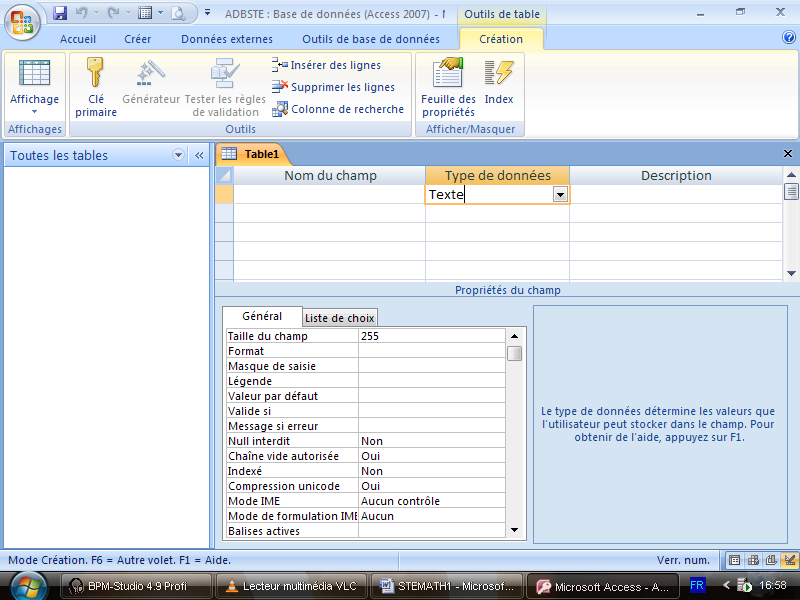 ADBSTE : Base de données (Access 2007) - M
Outils de table
Accueil
Créer
Données externes
Outils de base de données
Création
Affichage
Clé primaire
Générateur
Tester les règles de validation
Insérer des lignes
Supprimer les lignes
Colonne de recherche
Feuille des propriétés
Index
Affichages
Outils
Afficher/Masquer
Toutes les tables
«
Table1
Nom du champ
Type de données
Description
Texte
Propriétés du champ
Général
Liste de choix
Taille du champ 255
Format
Masque de saisie
Légende
Valeur par défaut
Valide si
Message si erreur
Null interdit Non
Chaîne vide autorisée Oui
Indexé Non
Compression unicode Oui
Mode IME Aucun contrôle
Mode de formulation IME Aucun
Balises actives
Le type de données détermine les valeurs que
l'utilisateur peut stocker dans le champ. Pour
obtenir de l'aide, appuyez sur F1.
Mode Création. F6 = Autre volet. F1 = Aide.
Verr. num.
BPM-Studio 4.9 Profi
Lecteur multimédia VLC
STEMATH1 - Microsof...
Microsoft Access - A...
FR
16:58